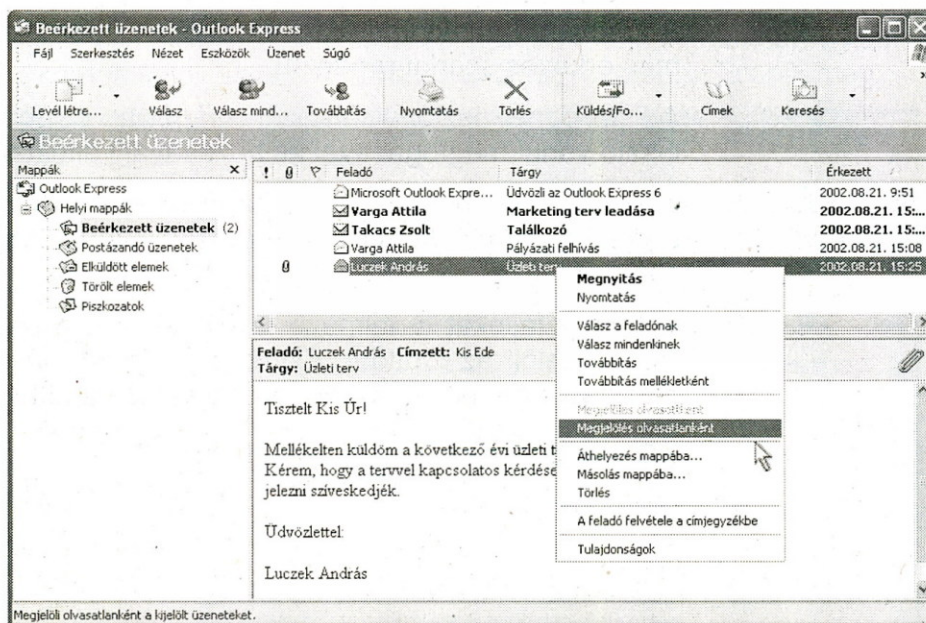 Beérkezett üzenetek - Outlook Express
Fájl Szerkesztés Nézet Eszközök Üzenet Súgó
Levél létre... Válasz Válasz mind... Továbbítás Nyomtatás Törlés Küldés/Fo... Címek Keresés
Beérkezett üzenetek
Mappák
Outlook Express
Helyi mappák
Beérkezett üzenetek (2)
Postázandó üzenetek
Elküldött elemek
Törölt elemek
Piszkozatok
! Feladó Tárgy Érkezett
Microsoft Outlook Expre... Üdvözli az Outlook Express 6 2002.08.21. 9:51
Varga Attila Marketing terv leadása 2002.08.21. 15:...
Takacs Zsolt Találkozó 2002.08.21. 15:...
Varga Attila Pályázati felhívás 2002.08.21. 15:08
Luczek András Üzleti terv 2002.08.21. 15:25
Megnyitás
Nyomtatás
Válasz a feladónak
Válasz mindenkinek
Továbbítás
Továbbítás mellékletként
Megjelölés olvasottként
Megjelölés olvasatlanként
Áthelyezés mappába...
Másolás mappába...
Törlés
A feladó felvétele a címjegyzékbe
Tulajdonságok
Feladó: Luczek András Címzett: Kis Ede
Tárgy: Üzleti terv
Tisztelt Kis Úr!
Mellékelten küldöm a következő évi üzleti t
Kérem, hogy a tervvel kapcsolatos kérdése
jelezni szíveskedjék.
Üdvözlettel:
Luczek András
Megjelöli olvasatlanként a kijelölt üzeneteket.